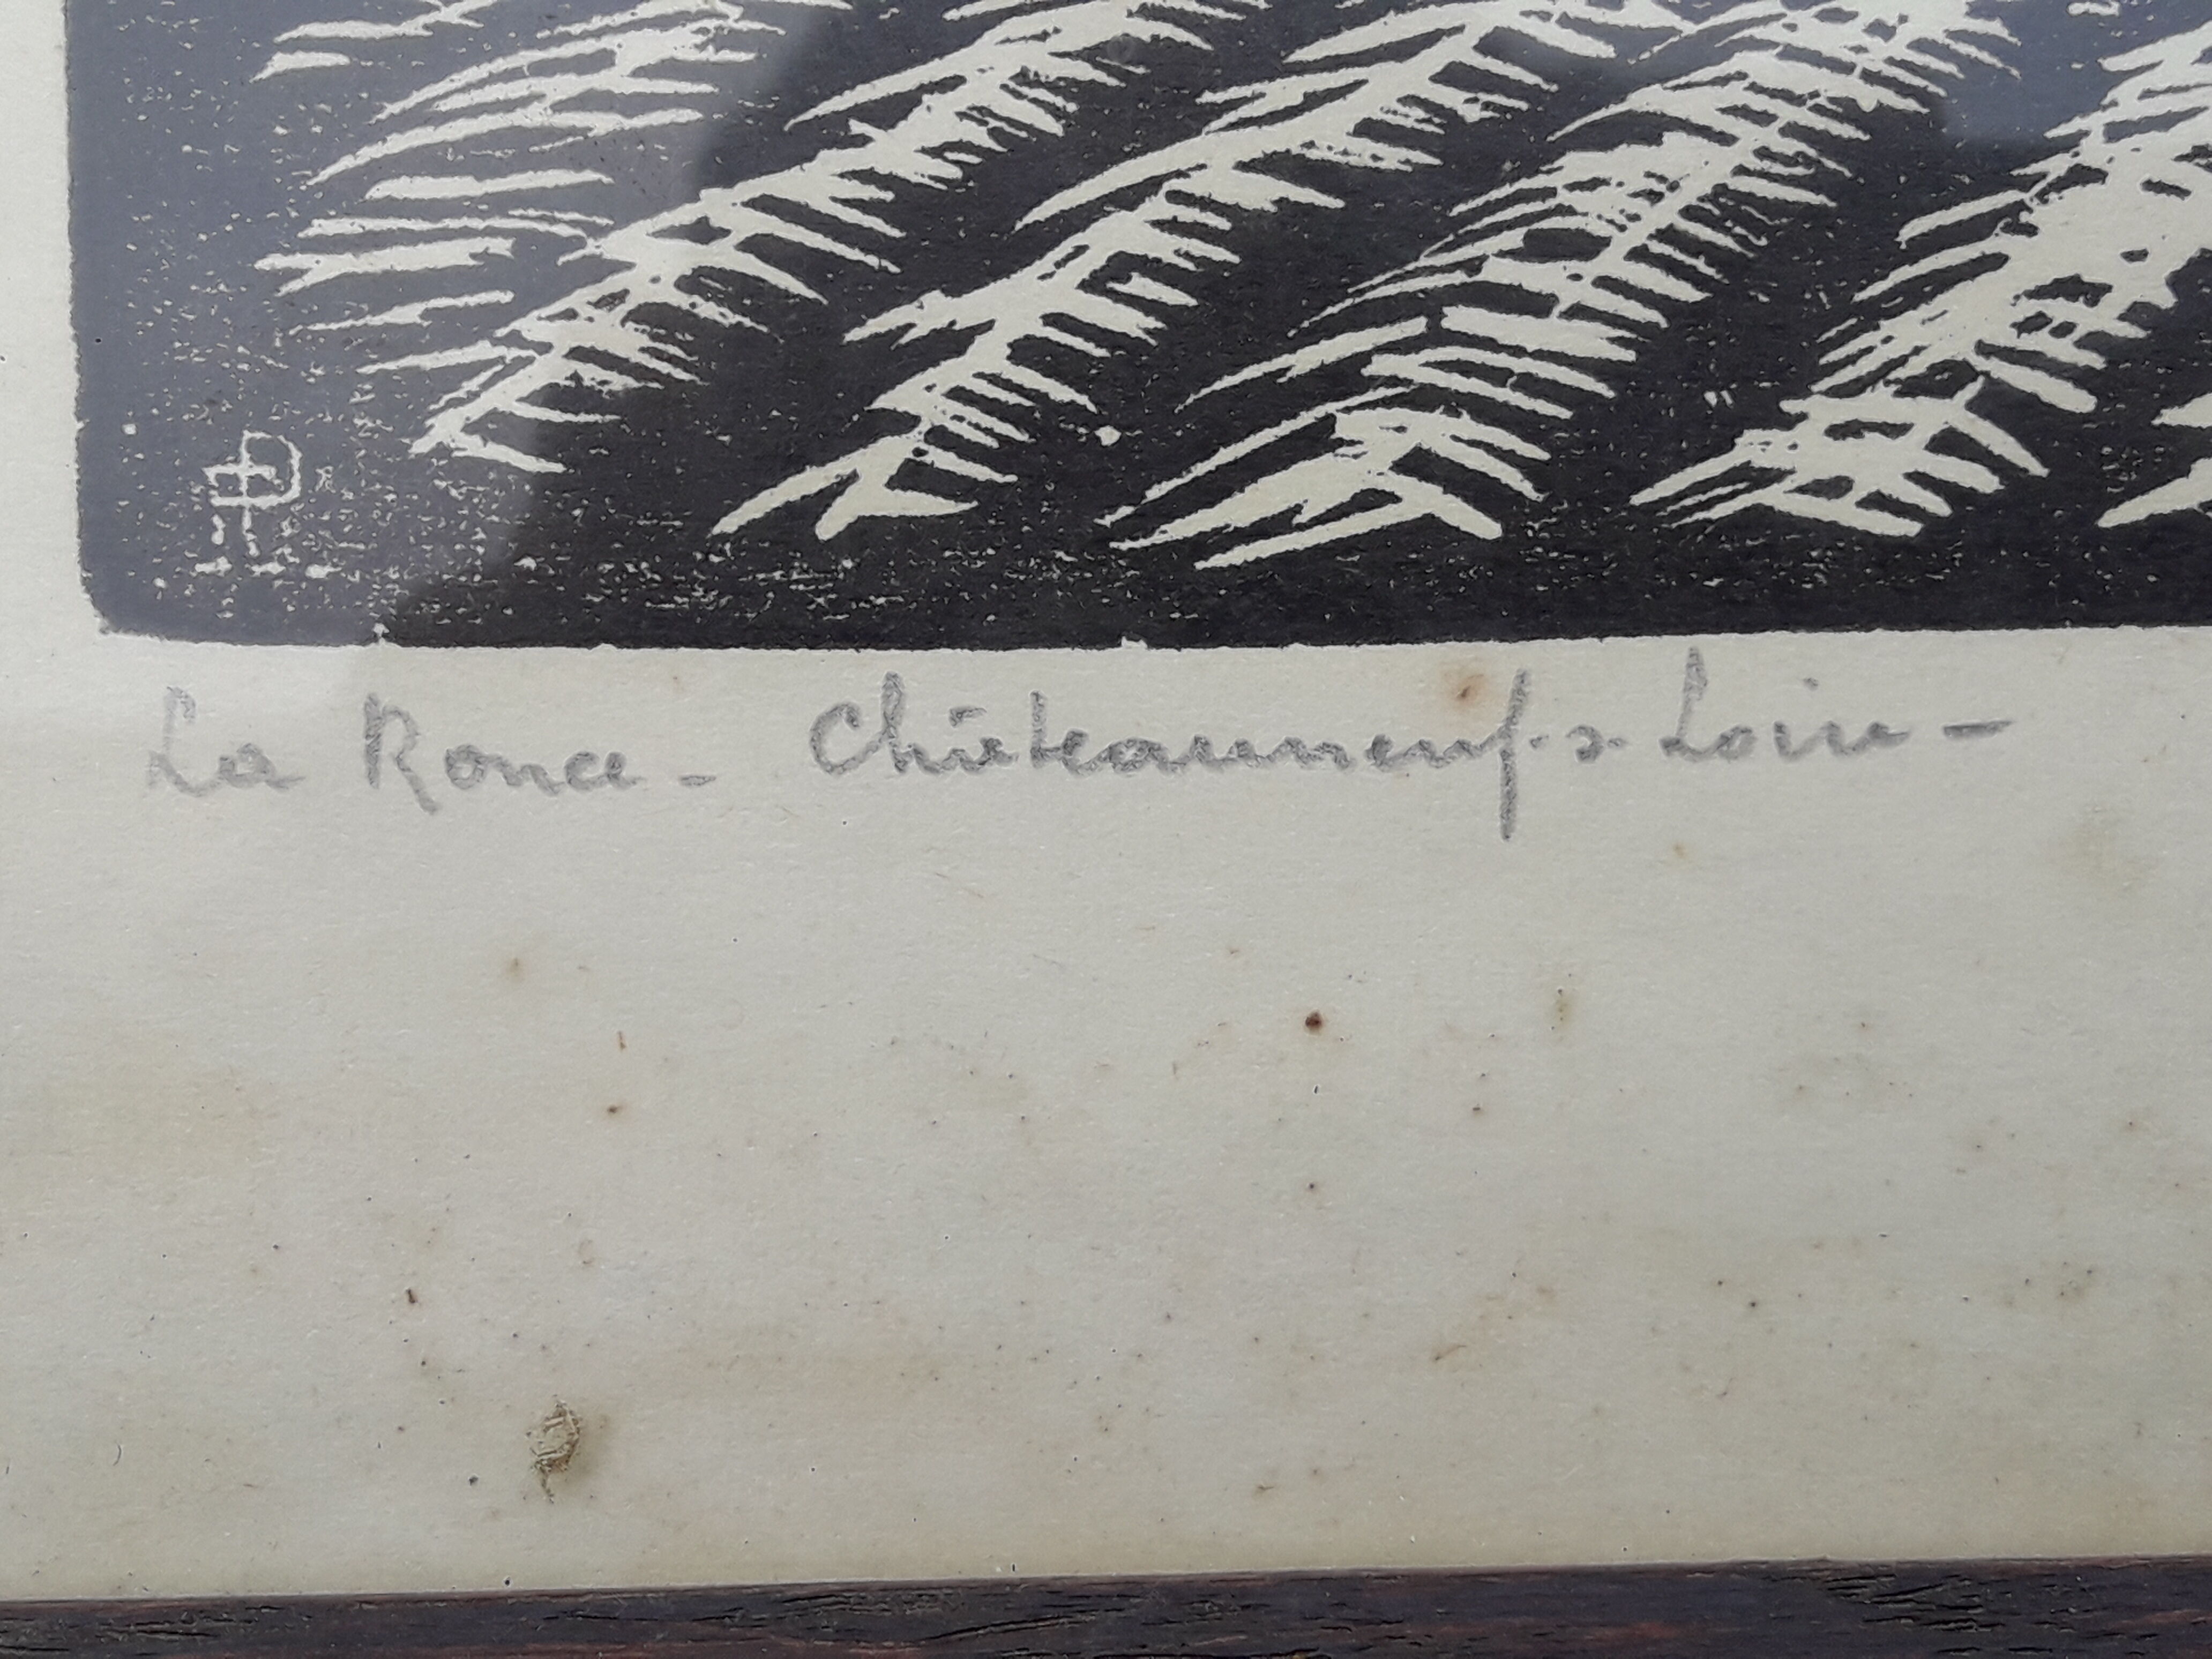 La Ronce - Châteauneuf. s. Loire -